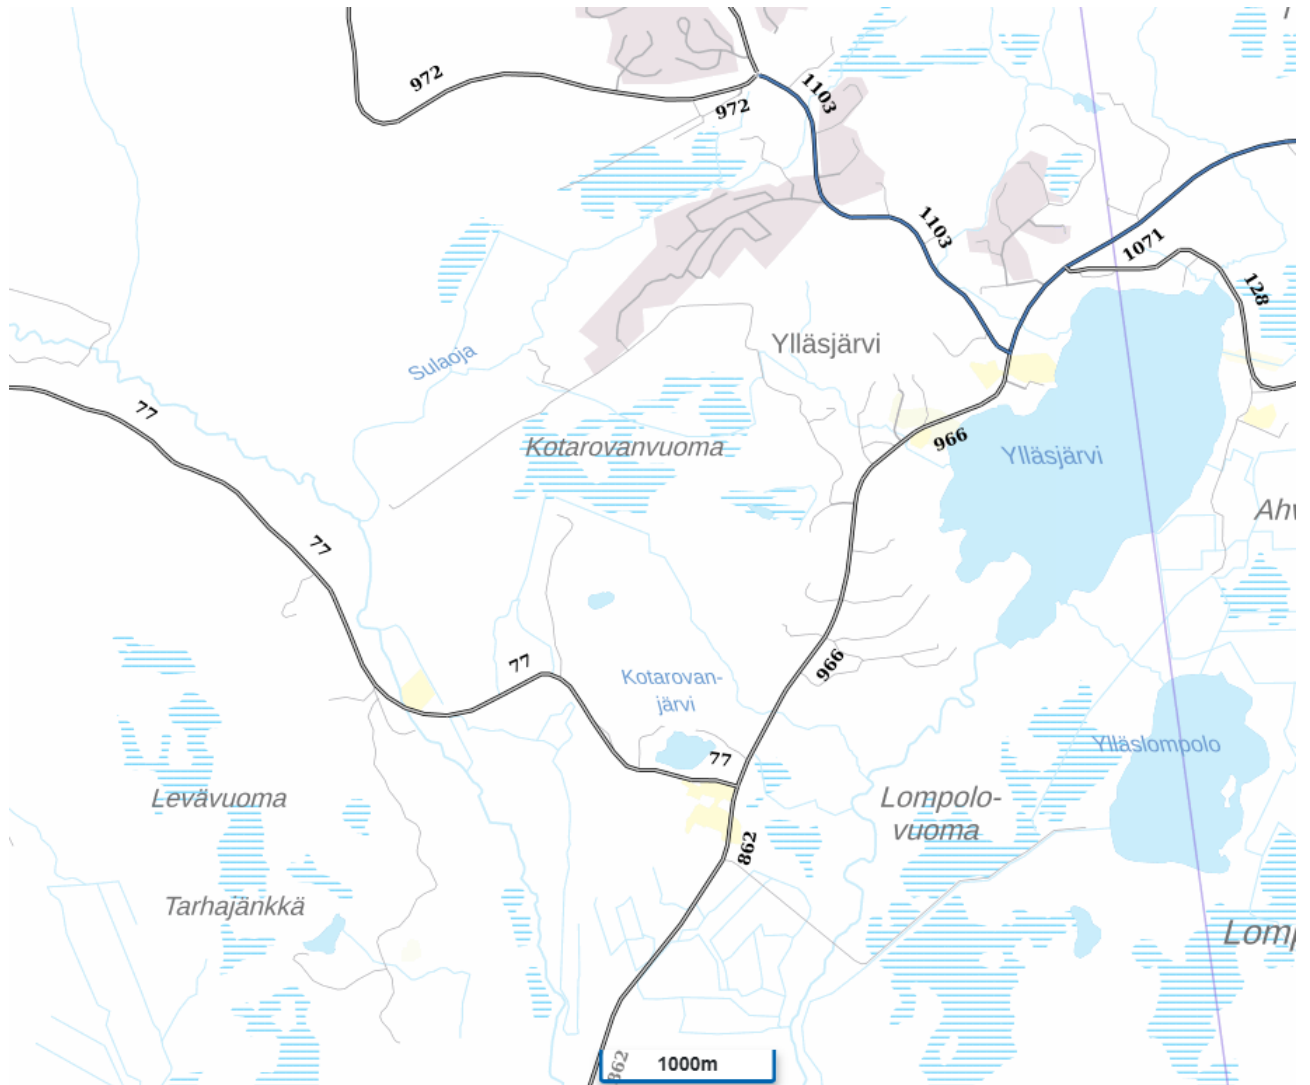 972
972
1103
1103
1071
128
Ylläsjärvi
Sulaoja
77
Kotarovanvuoma
966
Ylläsjärvi
77
77
966
Kotarovan-
järvi
77
Ylläslompolo
Levävuoma
Lompolo-
vuoma
862
Tarhajänkkä
862
1000m